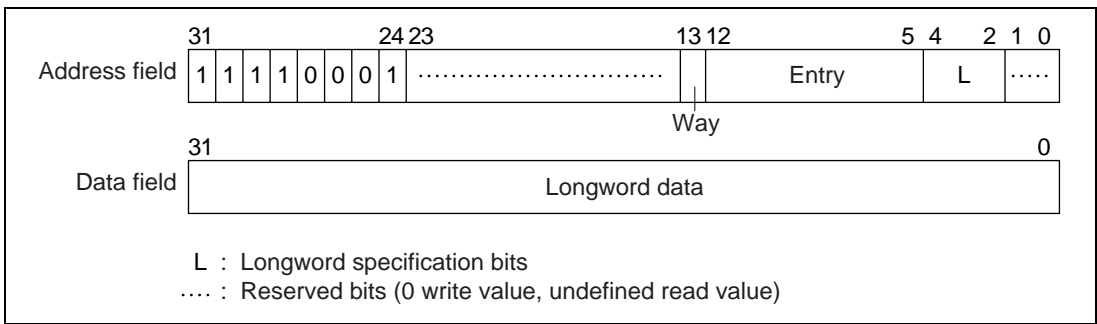 31 24 23 13 12 5 4 2 1 0
Address field 1 1 1 1 0 0 0 1 .............................. Entry L .....
Way
31 0
Data field Longword data
L : Longword specification bits
.... : Reserved bits (0 write value, undefined read value)